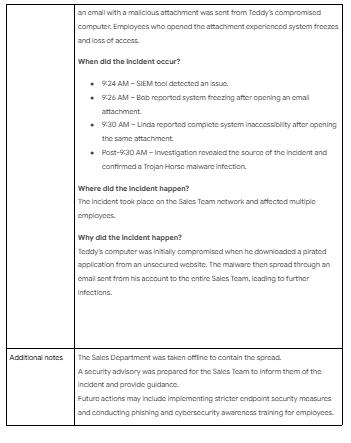 an email with a malicious attachment was sent from Teddy's compromised
computer. Employees who opened the attachment experienced system freezes
and loss of access.
When did the incident occur?
• 9:24 AM – SIEM tool detected an issue.
• 9:26 AM – Bob reported system freezing after opening an email
attachment.
• 9:30 AM – Linda reported complete system inaccessibility after opening
the same attachment.
• Post-9:30 AM – Investigation revealed the source of the incident and
confirmed a Trojan Horse malware infection.
Where did the incident happen?
The incident took place on the Sales Team network and affected multiple
employees.
Why did the incident happen?
Teddy's computer was initially compromised when he downloaded a pirated
application from an unsecured website. The malware then spread through an
email sent from his account to the entire Sales Team, leading to further
infections.
Additional notes
The Sales Department was taken offline to contain the spread.
A security advisory was prepared for the Sales Team to inform them of the
incident and provide guidance.
Future actions may include implementing stricter endpoint security measures
and conducting phishing and cybersecurity awareness training for employees.